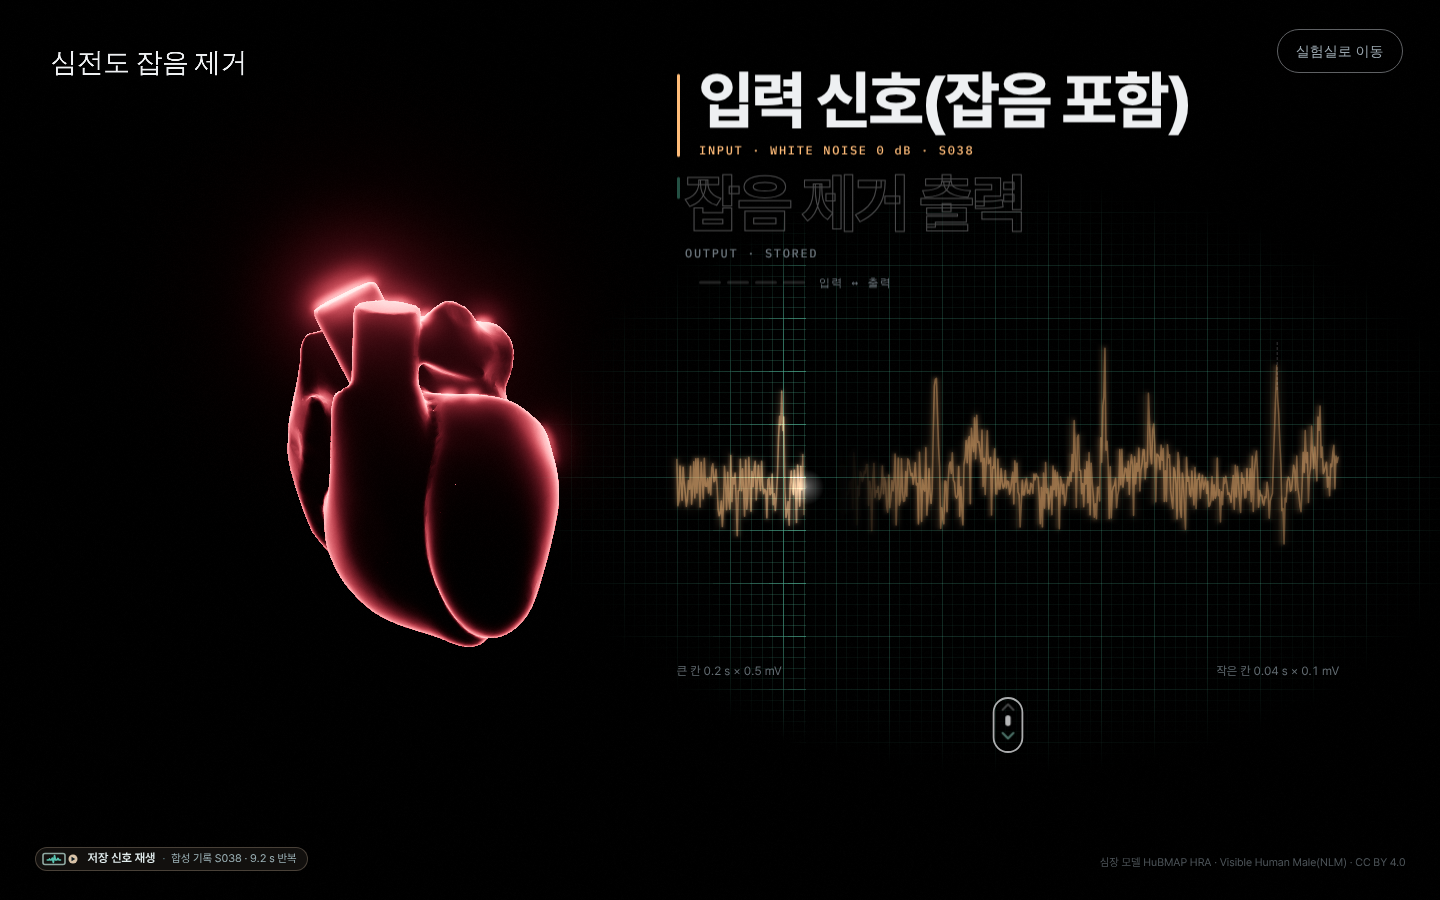 심전도 잡음 제거
실험실로 이동
입력 신호(잡음 포함)
INPUT · WHITE NOISE 0 dB · S038
잡음 제거 출력
OUTPUT · STORED
입력 ↔ 출력
큰 칸 0.2 s × 0.5 mV
작은 칸 0.04 s × 0.1 mV
저장 신호 재생 · 합성 기록 S038 · 9.2 s 반복
심장 모델 HuBMAP HRA · Visible Human Male(NLM) · CC BY 4.0